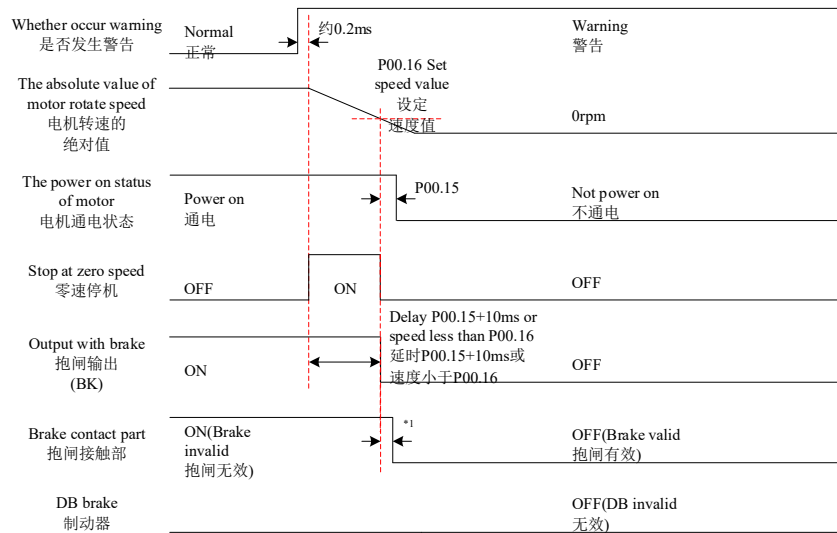 Whether occur warning
是否发生警告
Normal
正常
约0.2ms
Warning
警告
The absolute value of
motor rotate speed
电机转速的
绝对值
P00.16 Set
speed value
设定
速度值
0rpm
The power on status
of motor
电机通电状态
Power on
通电
P00.15
Not power on
不通电
Stop at zero speed
零速停机
OFF
ON
OFF
Output with brake
抱闸输出
(BK)
ON
Delay P00.15+10ms or
speed less than P00.16
延时P00.15+10ms或
速度小于P00.16
OFF
Brake contact part
抱闸接触部
ON(Brake
invalid
抱闸无效)
*1
OFF(Brake valid
抱闸有效)
DB brake
制动器
OFF(DB invalid
无效)